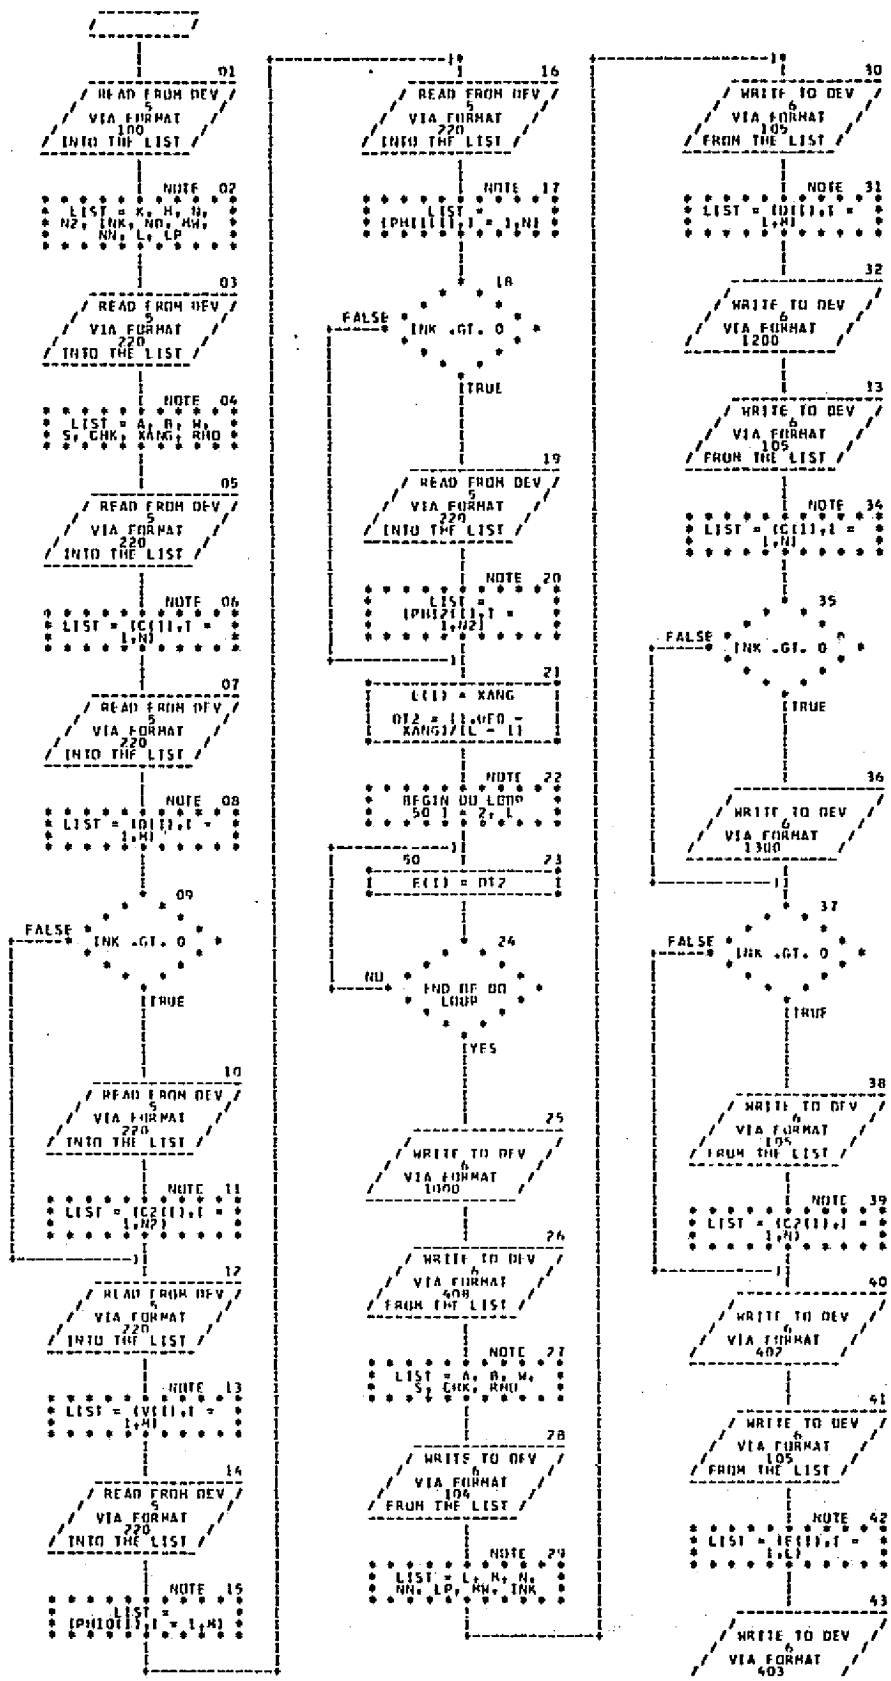 01
READ FROM DEV
5
VIA FORMAT
100
INTO THE LIST
NOTE 02
LIST = K, M, N,
N2, INK, NO, MW,
NN, L, LP
03
READ FROM DEV
5
VIA FORMAT
220
INTO THE LIST
NOTE 04
LIST = A, B, W,
S, CHK, XANG, RHO
05
READ FROM DEV
5
VIA FORMAT
220
INTO THE LIST
NOTE 06
LIST = (C(I),I =
1,N)
07
READ FROM DEV
5
VIA FORMAT
220
INTO THE LIST
NOTE 08
LIST = (D(I),I =
1,M)
09
INK .GT. 0
FALSE
TRUE
10
READ FROM DEV
5
VIA FORMAT
220
INTO THE LIST
NOTE 11
LIST = (C2(I),I =
1,N2)
12
READ FROM DEV
5
VIA FORMAT
220
INTO THE LIST
NOTE 13
LIST = (V(I),I =
1,M)
14
READ FROM DEV
5
VIA FORMAT
220
INTO THE LIST
NOTE 15
LIST =
(PHIO(I),I = 1,M)
16
READ FROM DEV
5
VIA FORMAT
220
INTO THE LIST
NOTE 17
LIST =
(PHI1(I),I = 1,N)
18
INK .GT. 0
FALSE
TRUE
19
READ FROM DEV
5
VIA FORMAT
220
INTO THE LIST
NOTE 20
LIST =
(PHI2(I),I =
1,N2)
21
E(1) = XANG
DT2 = (1.0E0 -
XANG)/(L - 1)
NOTE 22
BEGIN DO LOOP
50 I = 2, L
50 23
E(I) = DT2
24
END OF DO
LOOP
NO
YES
25
WRITE TO DEV
6
VIA FORMAT
1000
26
WRITE TO DEV
6
VIA FORMAT
408
FROM THE LIST
NOTE 27
LIST = A, B, W,
S, CHK, RHO
28
WRITE TO DEV
6
VIA FORMAT
104
FROM THE LIST
NOTE 29
LIST = L, M, N,
NN, LP, MW, INK
30
WRITE TO DEV
6
VIA FORMAT
105
FROM THE LIST
NOTE 31
LIST = (D(I),I =
1,M)
32
WRITE TO DEV
6
VIA FORMAT
1200
33
WRITE TO DEV
6
VIA FORMAT
105
FROM THE LIST
NOTE 34
LIST = (C(I),I =
1,N)
35
INK .GT. 0
FALSE
TRUE
36
WRITE TO DEV
6
VIA FORMAT
1300
37
INK .GT. 0
FALSE
TRUE
38
WRITE TO DEV
6
VIA FORMAT
105
FROM THE LIST
NOTE 39
LIST = (C2(I),I =
1,N)
40
WRITE TO DEV
6
VIA FORMAT
402
41
WRITE TO DEV
6
VIA FORMAT
105
FROM THE LIST
NOTE 42
LIST = (E(I),I =
1,L)
43
WRITE TO DEV
6
VIA FORMAT
403